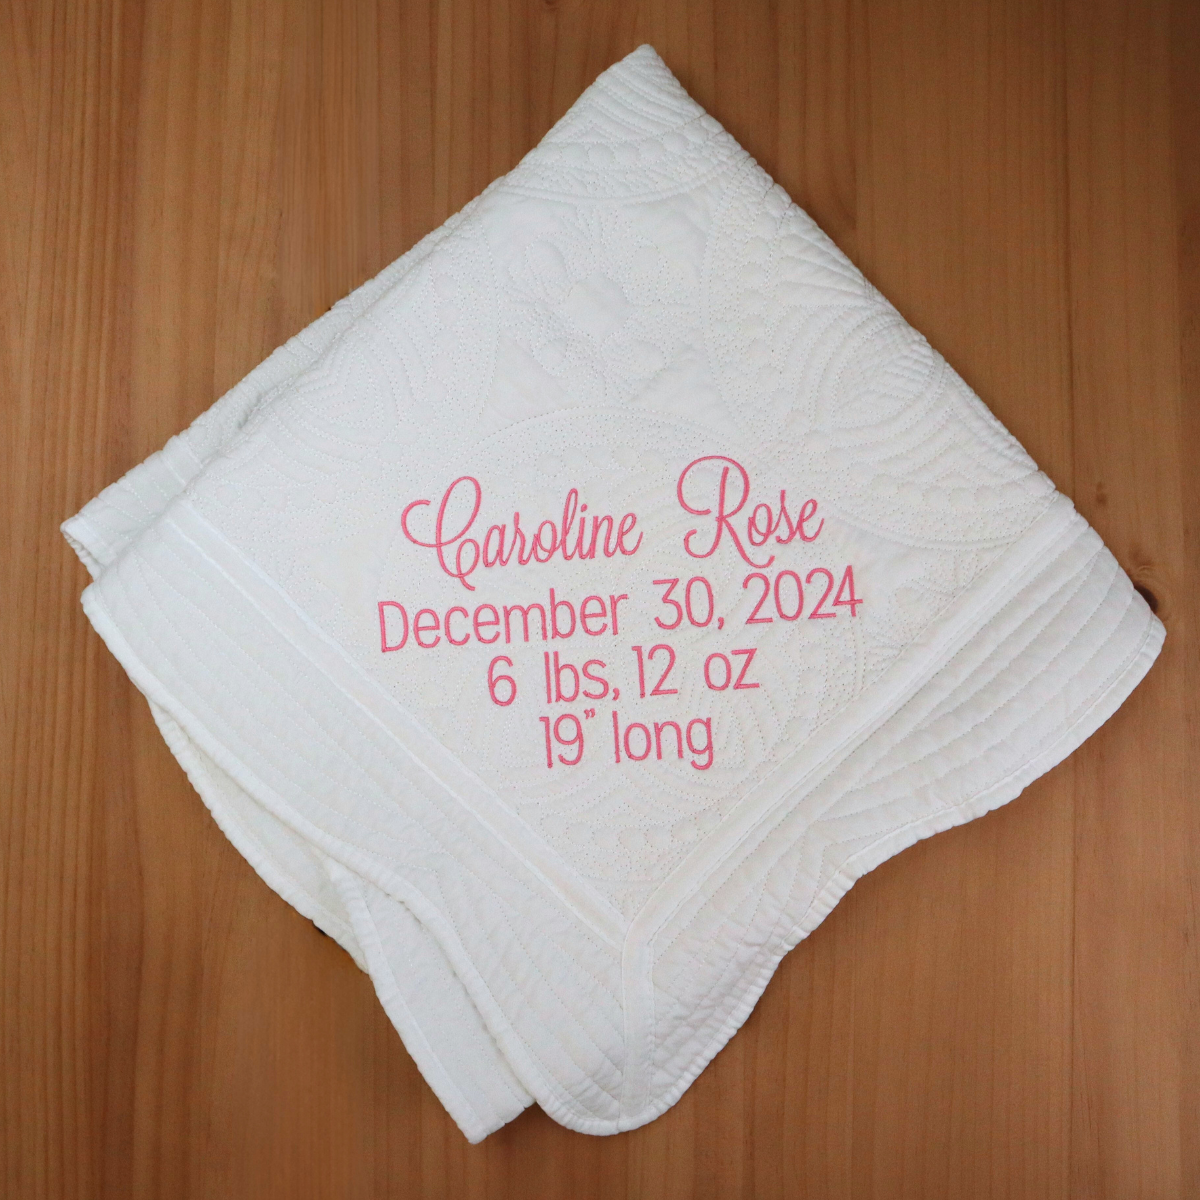 Caroline Rose
December 30, 2024
6 lbs, 12 oz
19” long